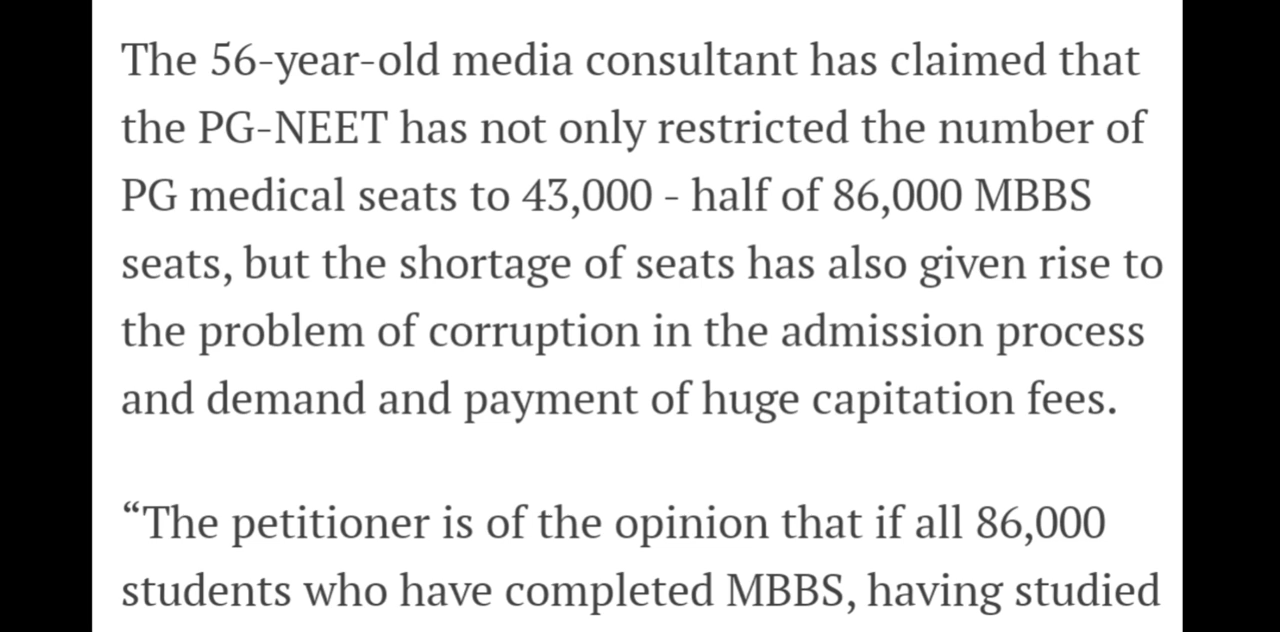 The 56-year-old media consultant has claimed that
the PG-NEET has not only restricted the number of
PG medical seats to 43,000 - half of 86,000 MBBS
seats, but the shortage of seats has also given rise to
the problem of corruption in the admission process
and demand and payment of huge capitation fees.
“The petitioner is of the opinion that if all 86,000
students who have completed MBBS, having studied